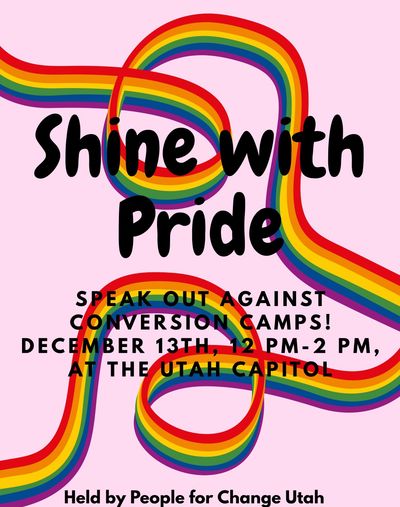 Shine with
Pride
SPEAK OUT AGAINST
CONVERSION CAMPS!
DECEMBER 13TH, 12 PM-2 PM,
AT THE UTAH CAPITOL
Held by People for Change Utah